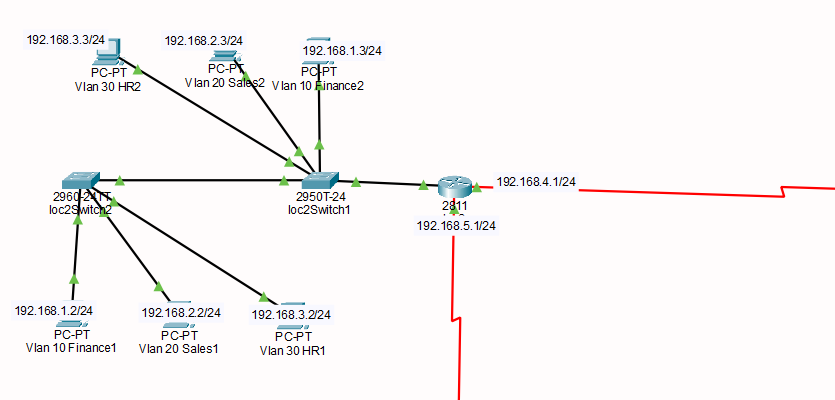 192.168.3.3/24
PC-PT
Vlan 30 HR2
192.168.2.3/24
PC-PT
Vlan 20 Sales2
192.168.1.3/24
PC-PT
Vlan 10 Finance2
2960-24TT
loc2Switch2
2950T-24
loc2Switch1
2811
192.168.4.1/24
192.168.5.1/24
192.168.1.2/24
PC-PT
Vlan 10 Finance1
192.168.2.2/24
PC-PT
Vlan 20 Sales1
192.168.3.2/24
PC-PT
Vlan 30 HR1